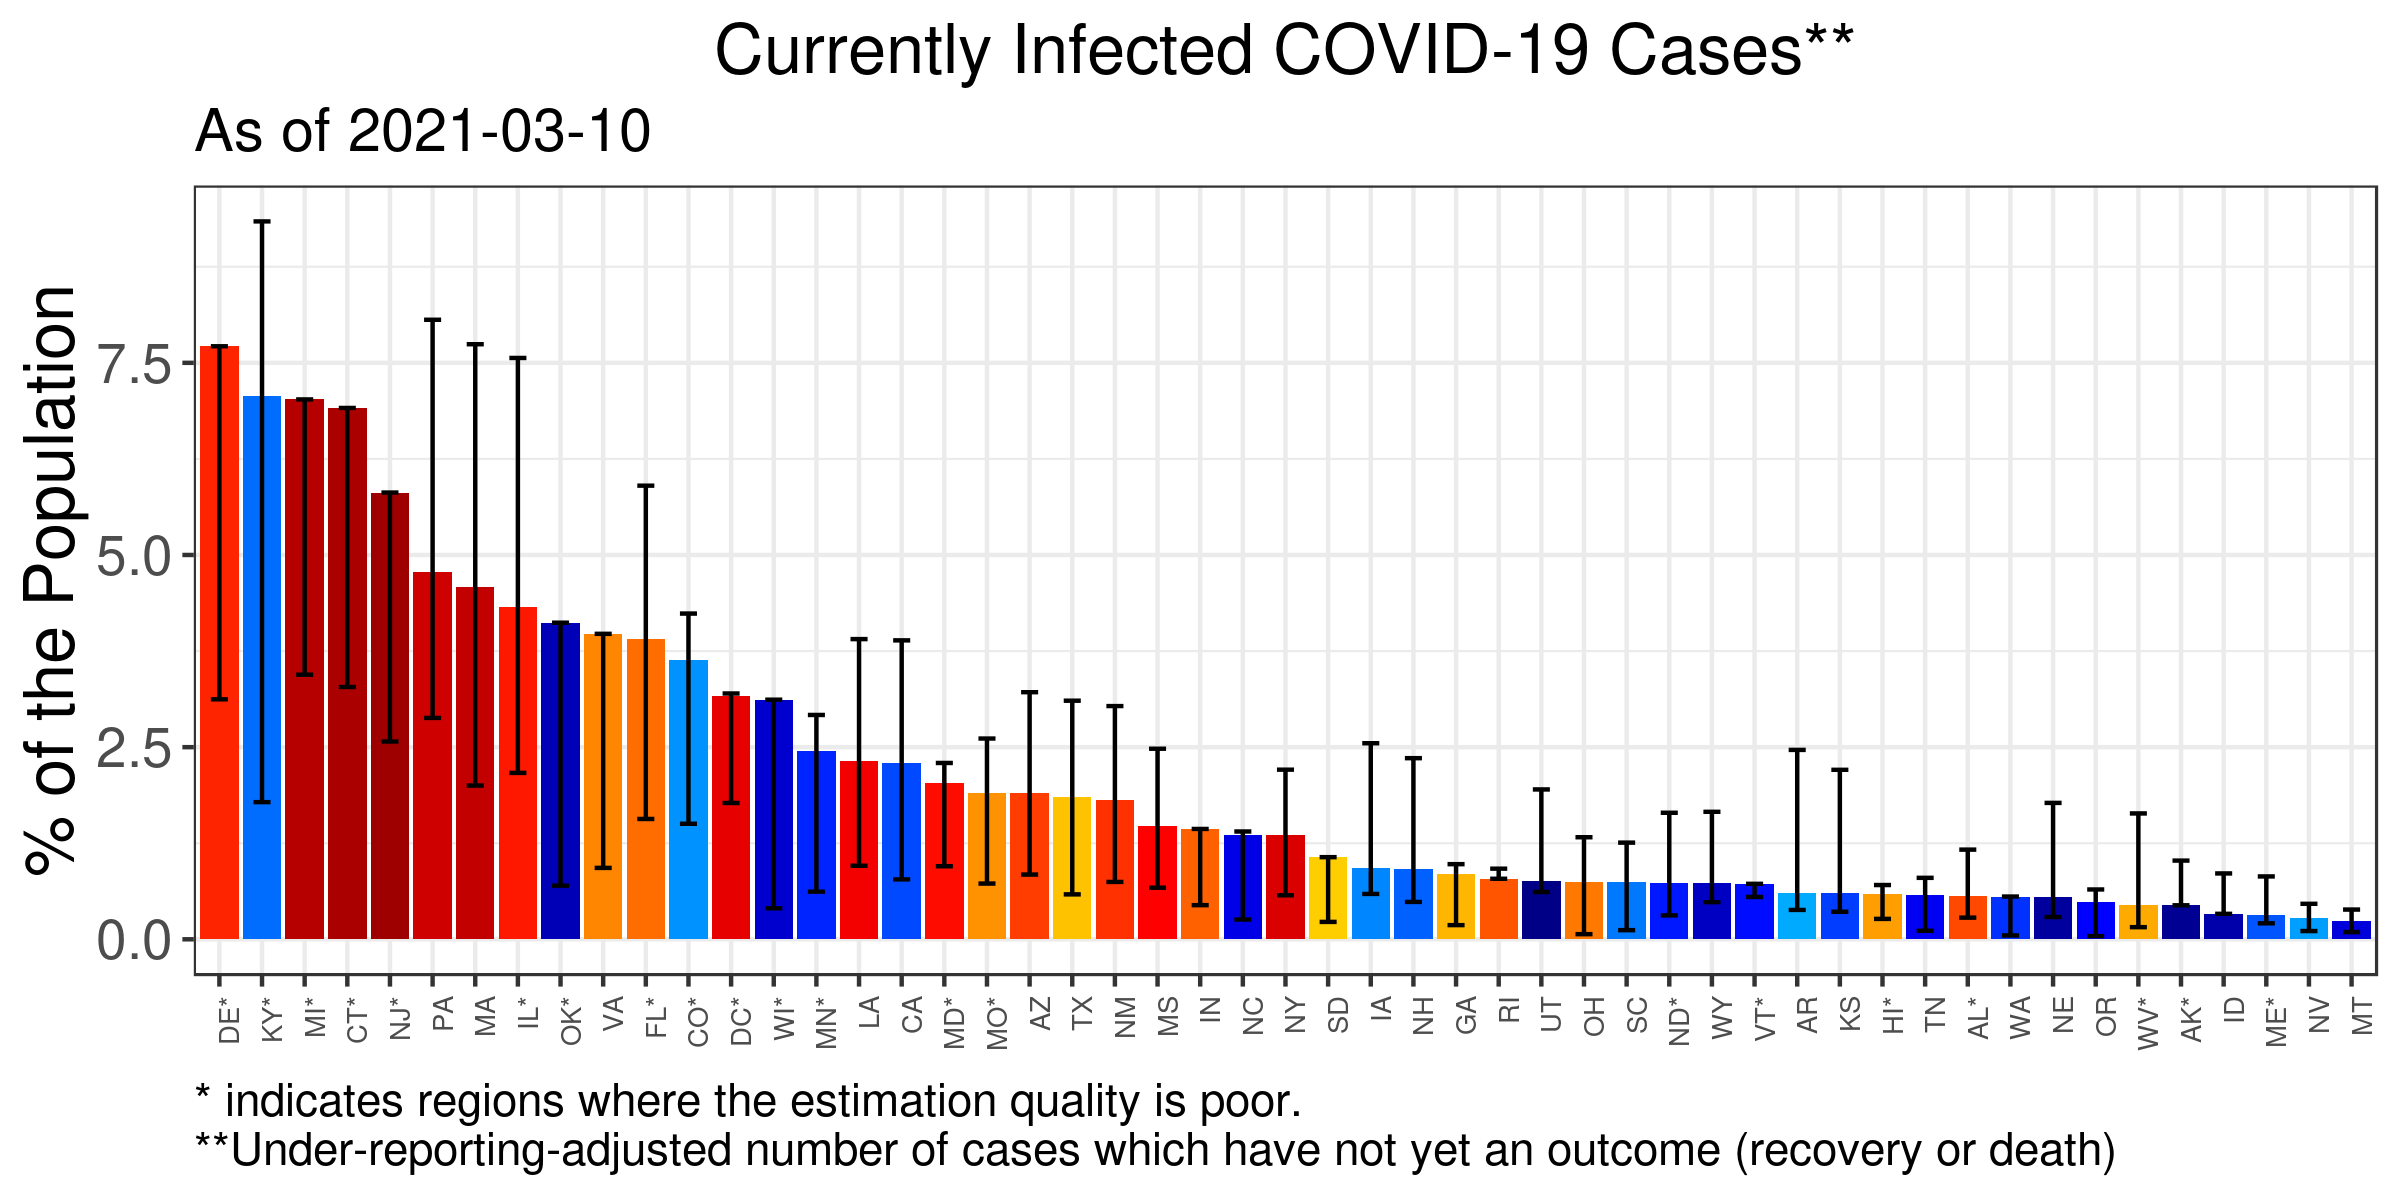 Currently Infected COVID-19 Cases**
As of 2021-03-10
% of the Population
7.5
5.0
2.5
0.0
DE* KY* MI* CT* NJ* PA MA IL* OK* VA FL* CO* DC* WI* MN* LA CA MD* MO* AZ TX NM MS IN NC NY SD IA NH GA RI UT OH SC ND* WY VT* AR KS HI* TN AL* WA NE OR WV* AK* ID ME* NV MT
* indicates regions where the estimation quality is poor.
**Under-reporting-adjusted number of cases which have not yet an outcome (recovery or death)